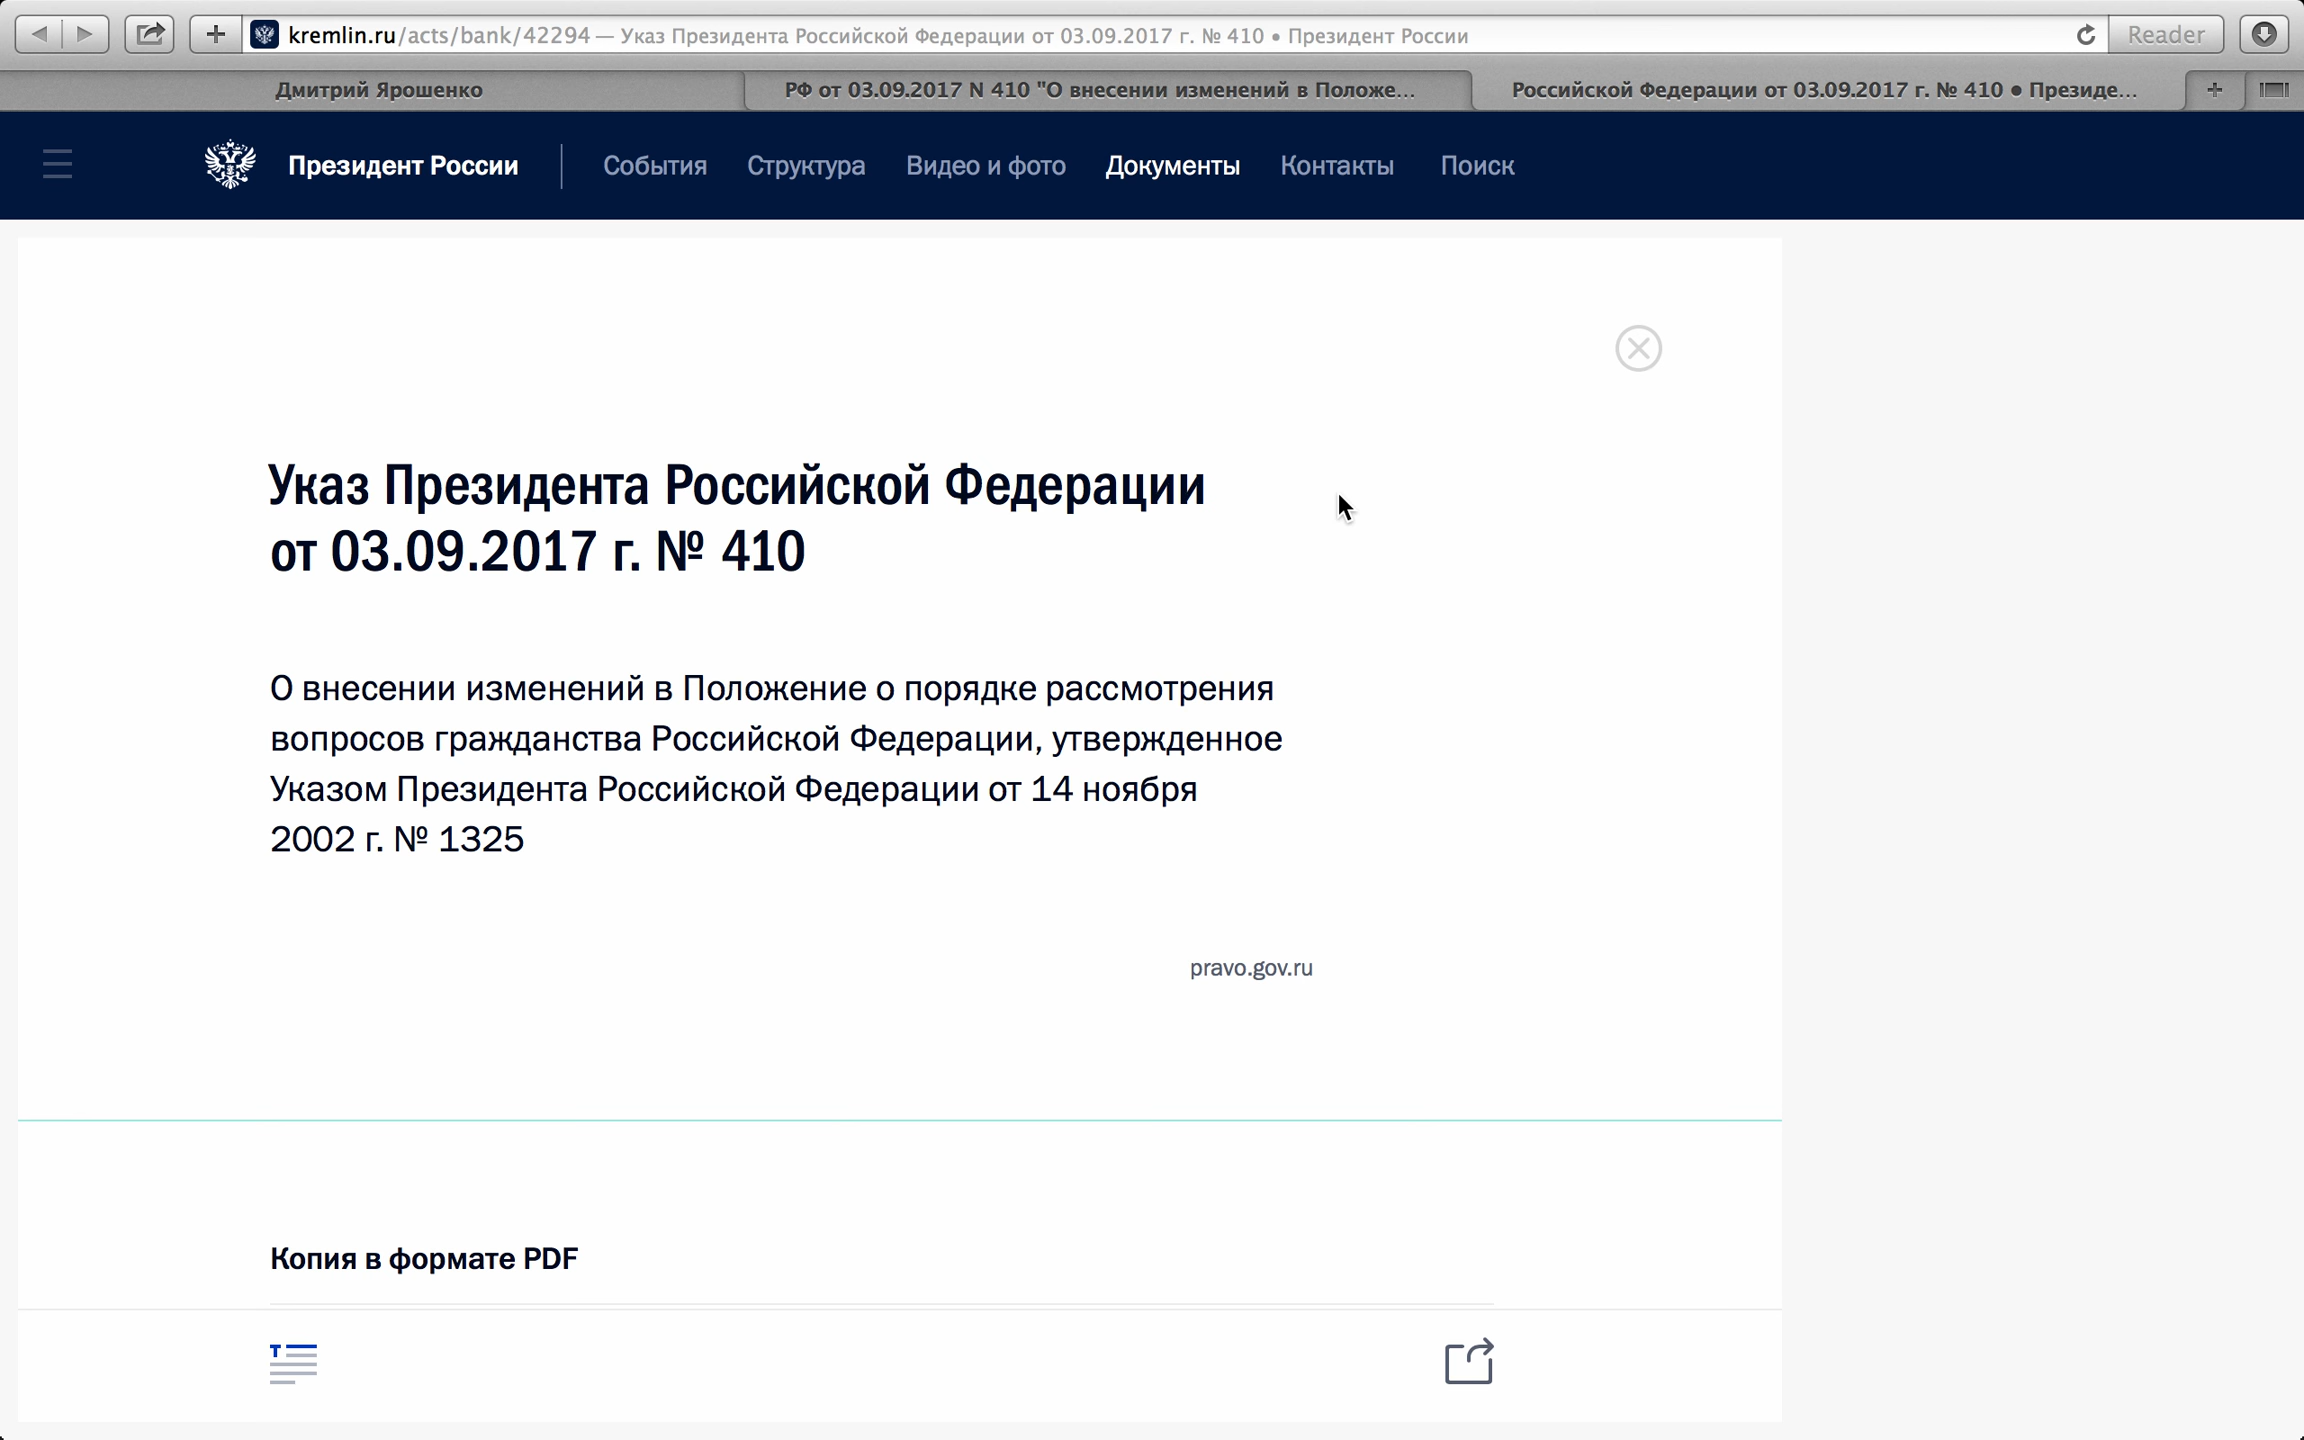 kremlin.ru/acts/bank/42294 — Указ Президента Российской Федерации от 03.09.2017 г. № 410 • Президент России
Reader
Дмитрий Ярошенко
РФ от 03.09.2017 N 410 "О внесении изменений в Положе...
Российской Федерации от 03.09.2017 г. № 410 • Президе...
Президент России
События
Структура
Видео и фото
Документы
Контакты
Поиск
Указ Президента Российской Федерации
от 03.09.2017 г. № 410
О внесении изменений в Положение о порядке рассмотрения
вопросов гражданства Российской Федерации, утвержденное
Указом Президента Российской Федерации от 14 ноября
2002 г. № 1325
pravo.gov.ru
Копия в формате PDF